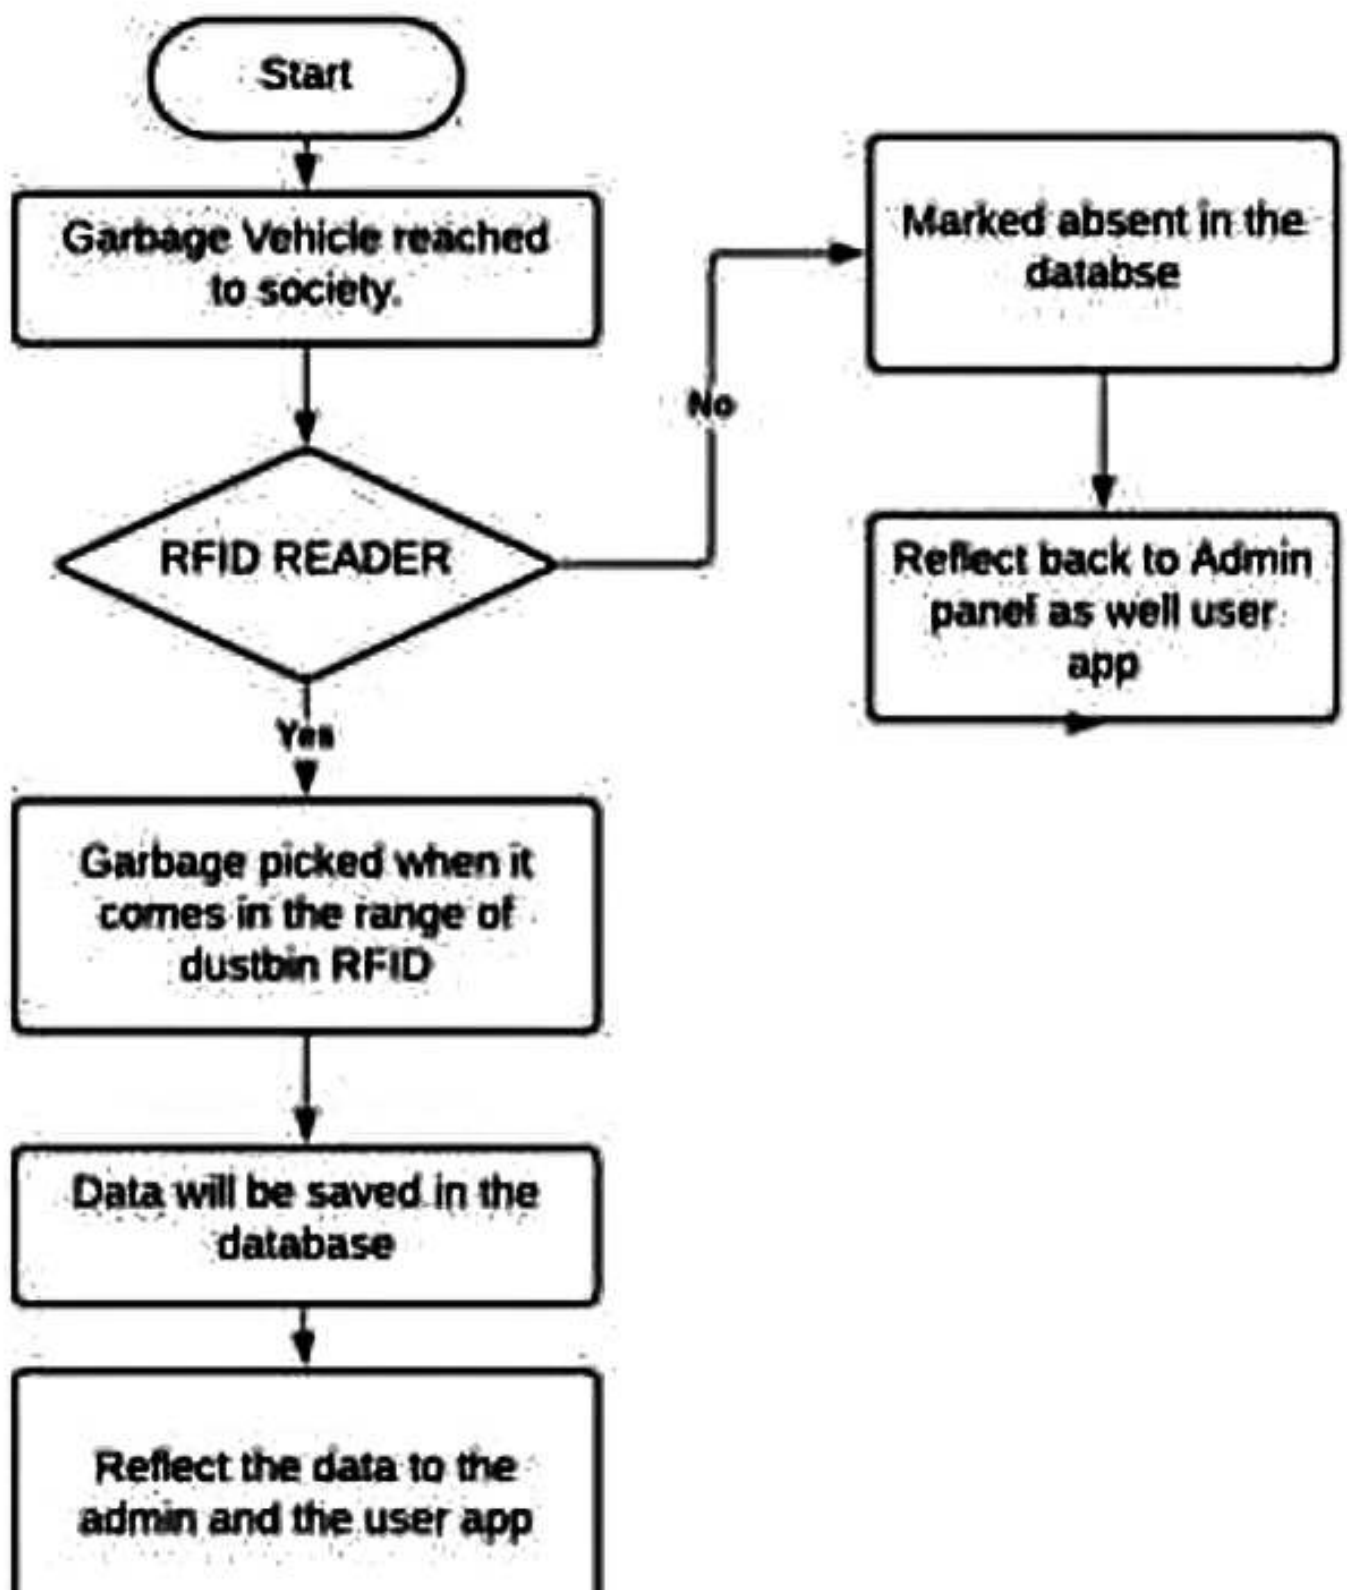 Start
Garbage Vehicle reached
to society.
RFID READER
No
Marked absent in the
databse
Reflect back to Admin
panel as well user
app
Yes
Garbage picked when it
comes in the range of
dustbin RFID
Data will be saved in the
database
Reflect the data to the
admin and the user app